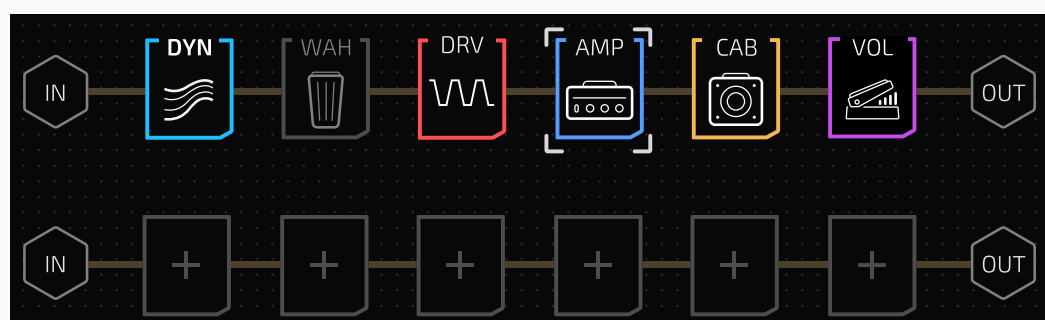 IN DYN WAH DRV AMP CAB VOL OUT
IN + + + + + + OUT